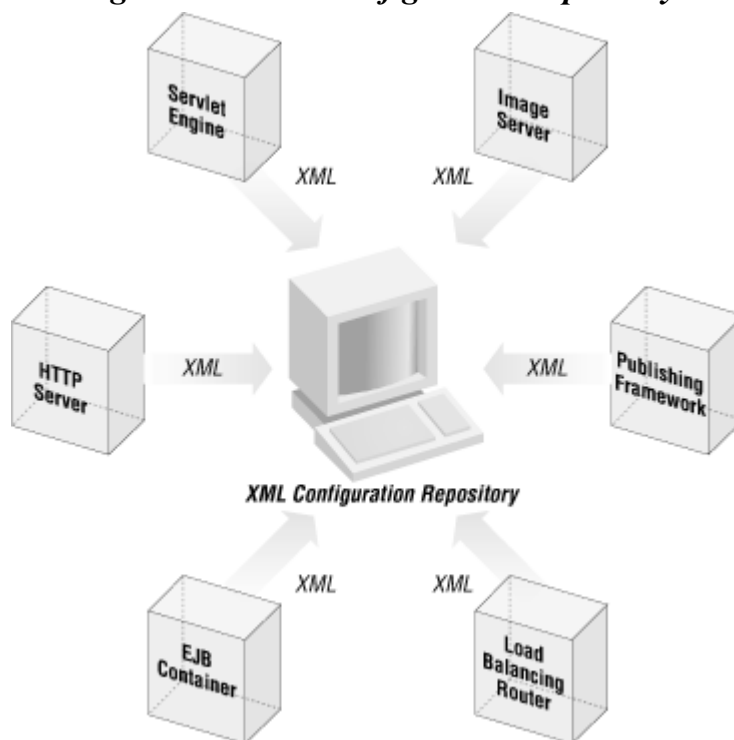 Servlet
Engine
Image
Server
XML
XML
HTTP
Server
XML
XML
Publishing
Framework
XML Configuration Repository
XML
XML
EJB
Container
Load
Balancing
Router